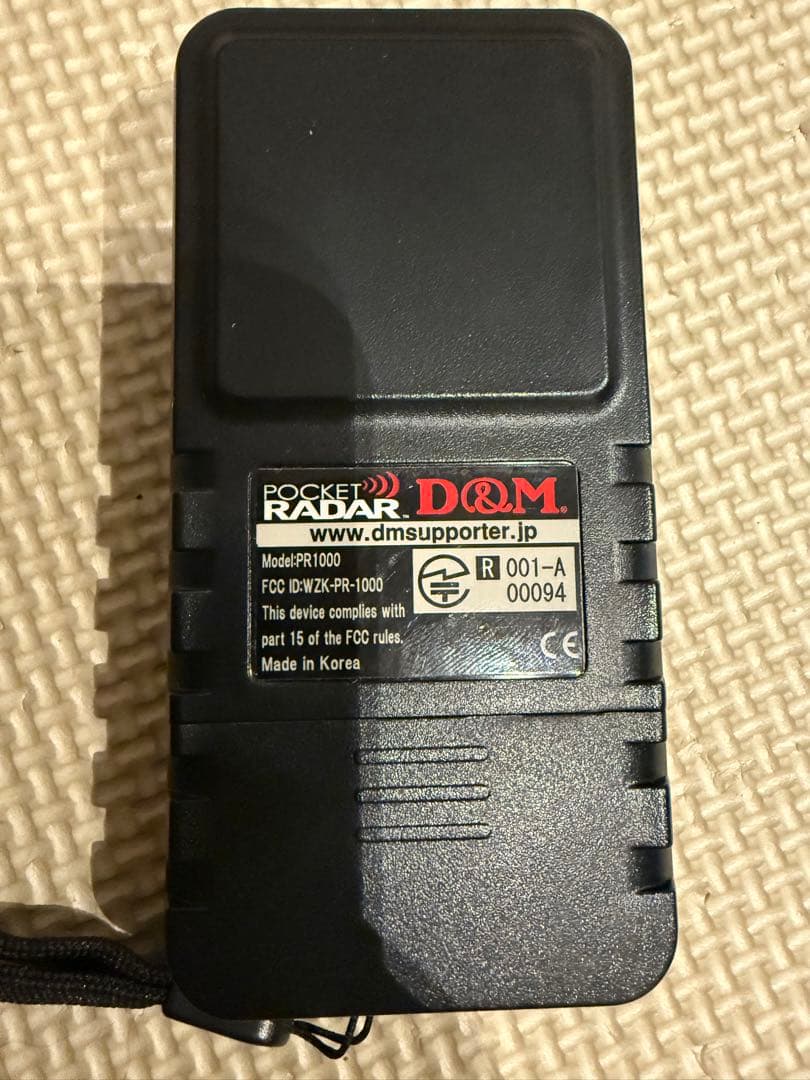 POCKET RADAR™ D&M®
www.dmsupporter.jp
Model:PR1000
FCC ID:WZK-PR-1000
This device complies with
part 15 of the FCC rules.
Made in Korea
R 001-A
00094
CE